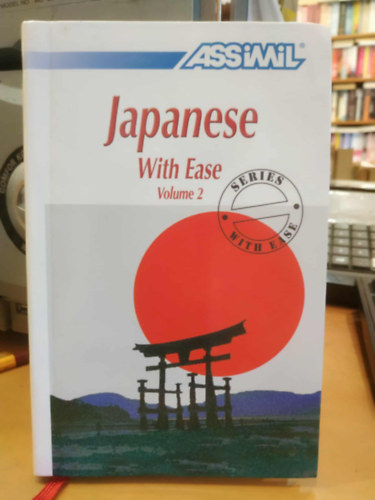 ASSiMiL
Japanese
With Ease
Volume 2
SERIES
WITH EASE